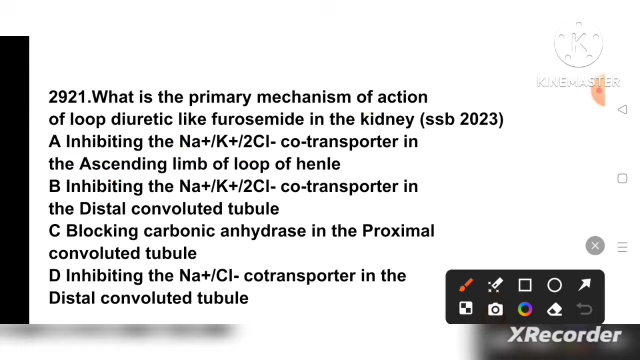 KINEMASTER
2921.What is the primary mechanism of action
of loop diuretic like furosemide in the kidney (ssb 2023)
A Inhibiting the Na+/K+/2Cl- co-transporter in
the Ascending limb of loop of henle
B Inhibiting the Na+/K+/2Cl- co-transporter in
the Distal convoluted tubule
C Blocking carbonic anhydrase in the Proximal
convoluted tubule
D Inhibiting the Na+/Cl- cotransporter in the
Distal convoluted tubule
XRecorder